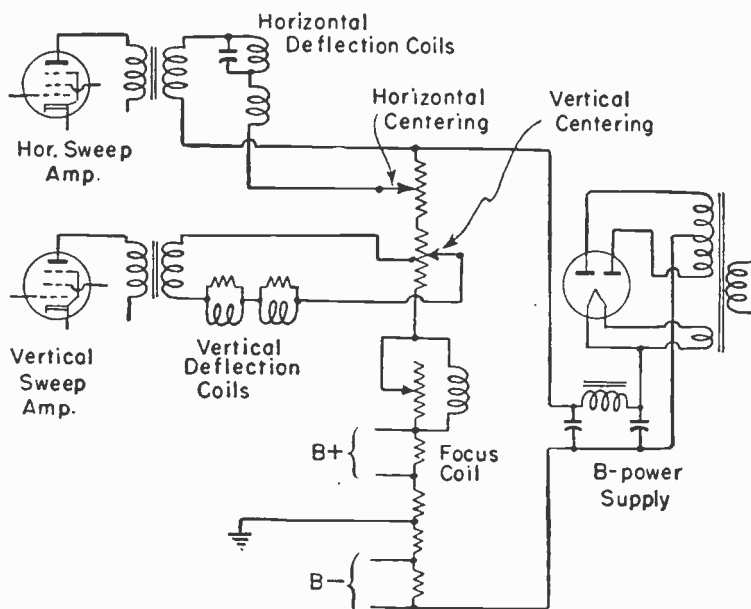 Horizontal
Deflection Coils
Horizontal
Centering
Vertical
Centering
Hor. Sweep
Amp.
Vertical
Sweep
Amp.
Vertical
Deflection
Coils
B+
Focus
Coil
B-power
Supply
B−